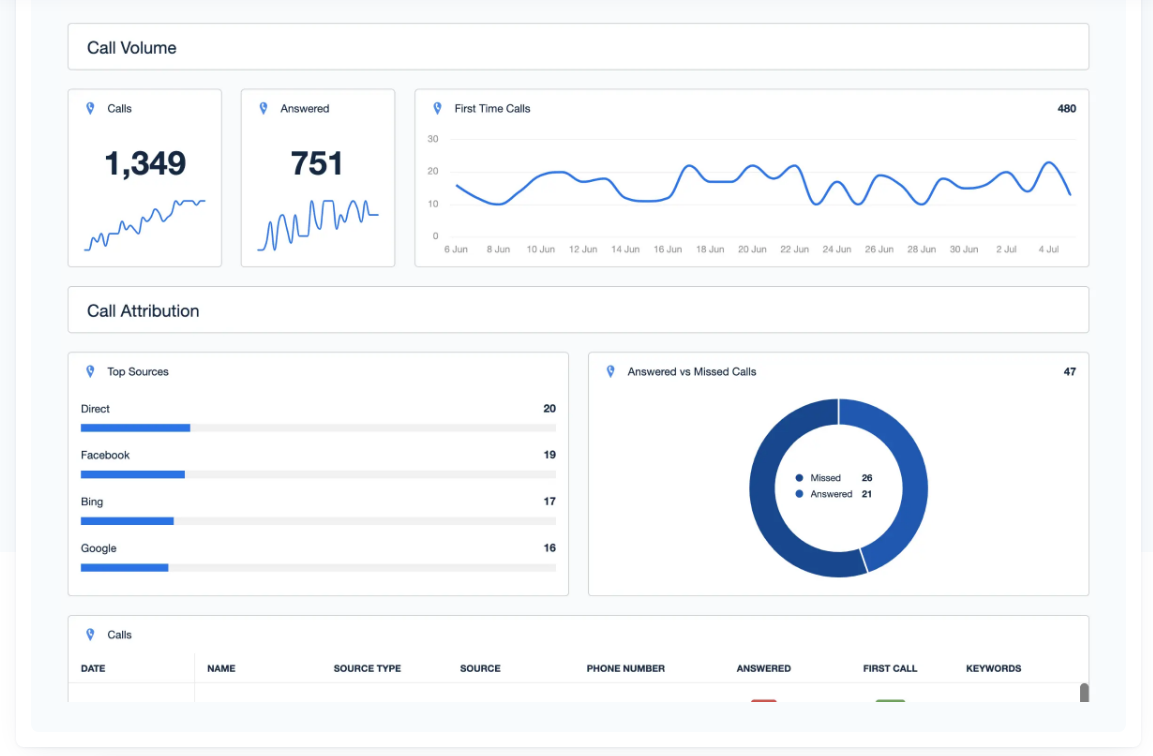 Call Volume
Calls
1,349
Answered
751
First Time Calls 480
30
20
10
0
6 Jun 8 Jun 10 Jun 12 Jun 14 Jun 16 Jun 18 Jun 20 Jun 22 Jun 24 Jun 26 Jun 28 Jun 30 Jun 2 Jul 4 Jul
Call Attribution
Top Sources
Direct 20
Facebook 19
Bing 17
Google 16
Answered vs Missed Calls 47
Missed 26
Answered 21
Calls
DATE NAME SOURCE TYPE SOURCE PHONE NUMBER ANSWERED FIRST CALL KEYWORDS